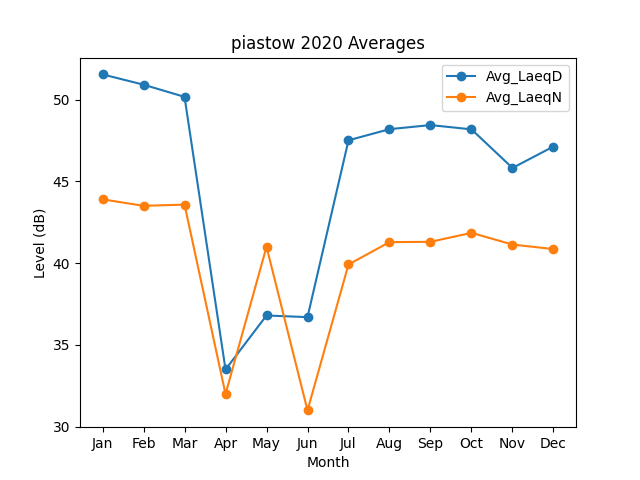 piastow 2020 Averages
Avg_LaeqD
Avg_LaeqN
50
45
40
35
30
Level (dB)
Jan Feb Mar Apr May Jun Jul Aug Sep Oct Nov Dec
Month